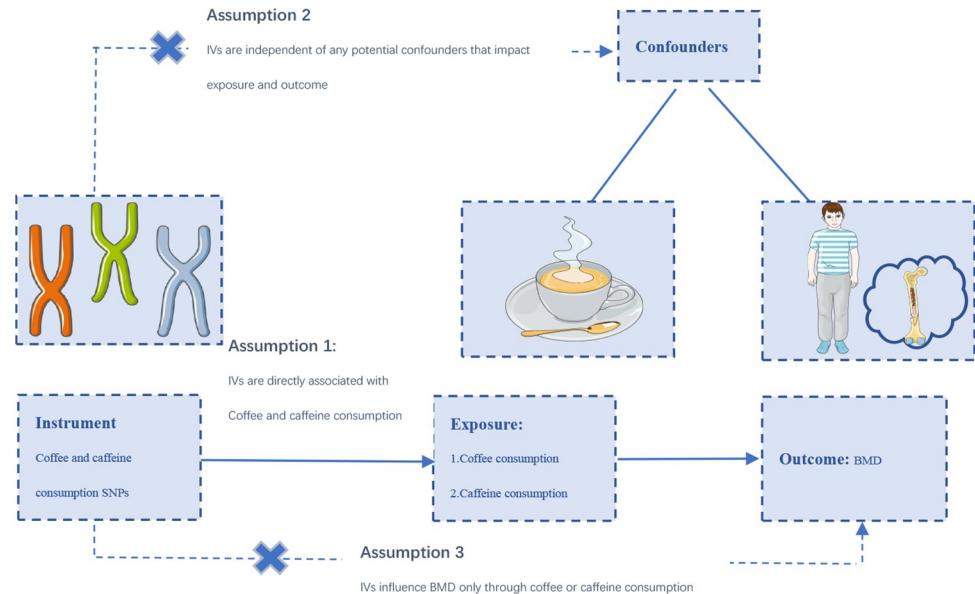 Assumption 2
IVs are independent of any potential confounders that impact
exposure and outcome
Confounders
Assumption 1:
IVs are directly associated with
Coffee and caffeine consumption
Instrument
Coffee and caffeine
consumption SNPs
Exposure:
1.Coffee consumption
2.Caffeine consumption
Outcome: BMD
Assumption 3
IVs influence BMD only through coffee or caffeine consumption